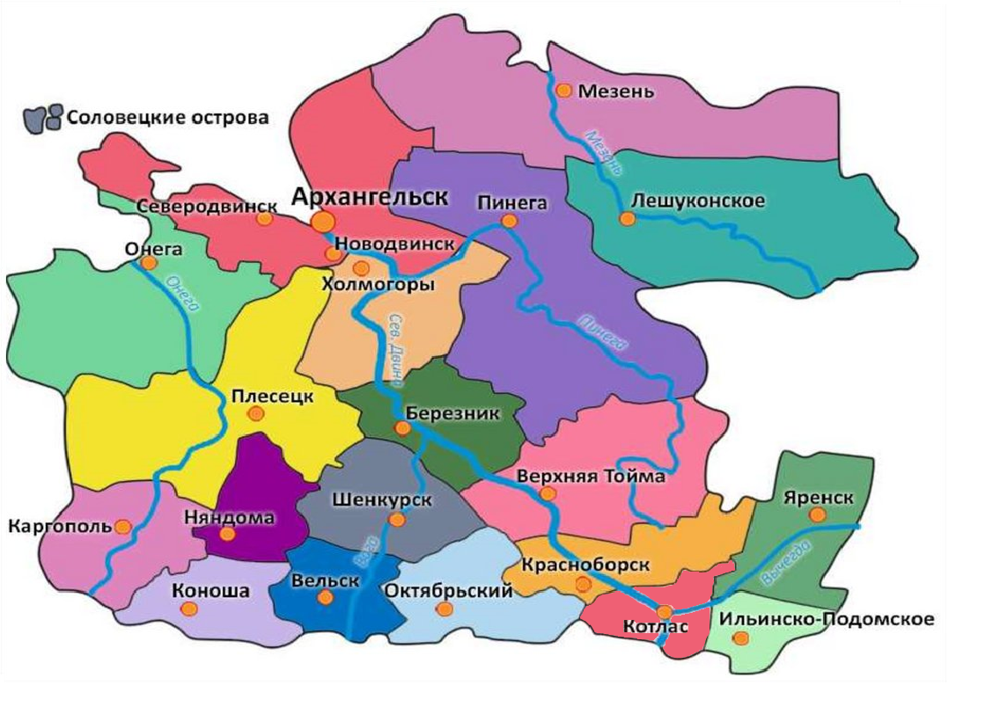 Мезень
Соловецкие острова
Мезень
Архангельск
Северодвинск
Пинега
Лешуконское
Онега
Новодвинск
Холмогоры
Онега
Сев. Двина
Пинега
Плесецк
Березник
Верхняя Тойма
Шенкурск
Яренск
Няндома
Каргополь
Вага
Красноборск
Вычегда
Вельск
Октябрьский
Коноша
Котлас
Ильинско-Подомское